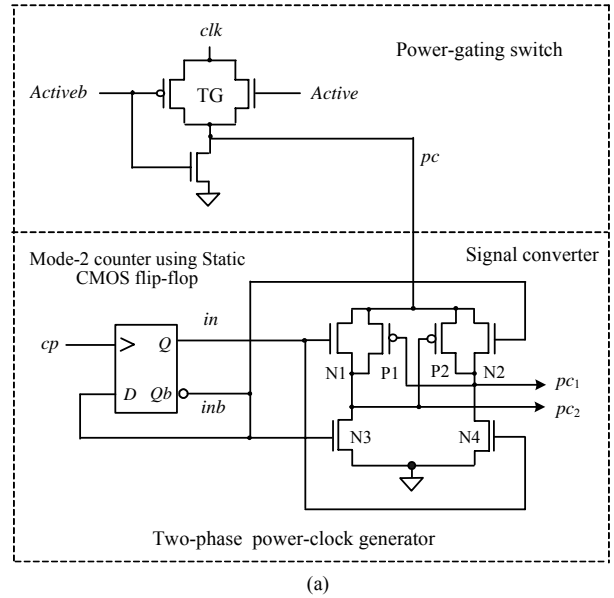 clk
Power-gating switch
Activeb
TG
Active
pc
Mode-2 counter using Static
CMOS flip-flop
Signal converter
in
cp
Q
N1
P1
P2
N2
D
Qb
inb
pc1
pc2
N3
N4
Two-phase power-clock generator
(a)